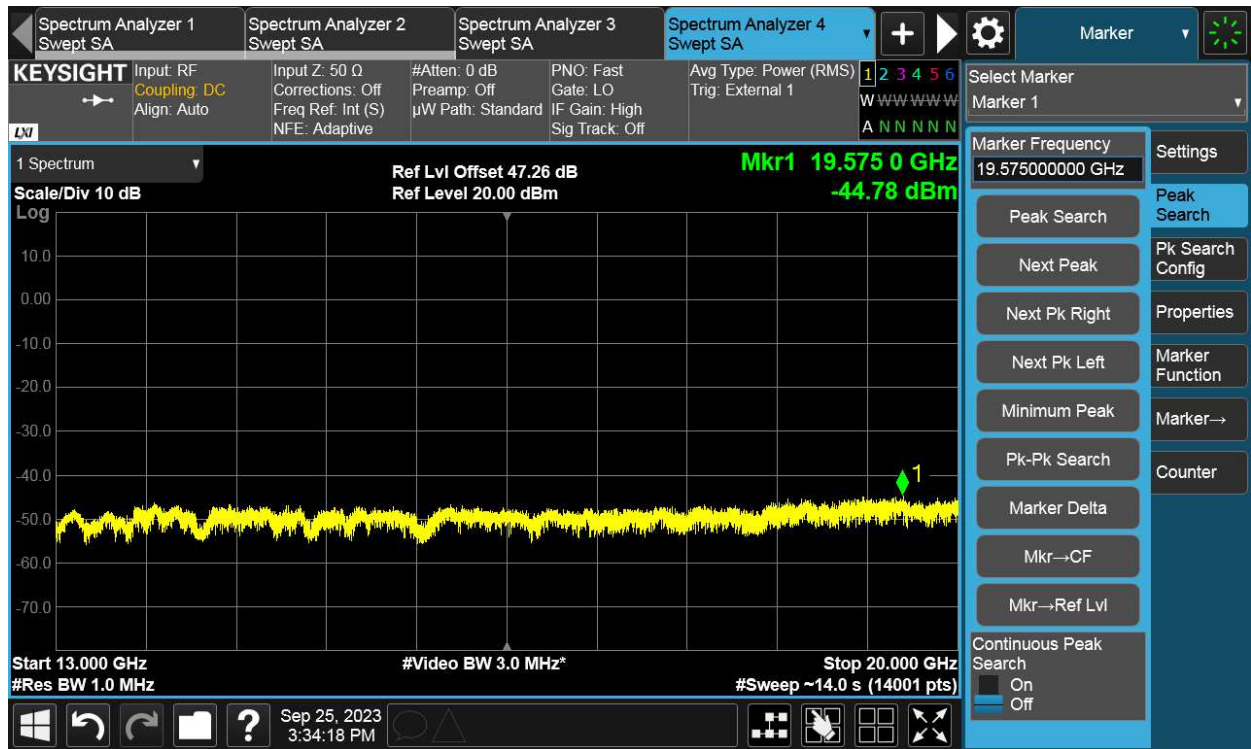 Spectrum Analyzer 1
Swept SA
Spectrum Analyzer 2
Swept SA
Spectrum Analyzer 3
Swept SA
Spectrum Analyzer 4
Swept SA
+
Marker
KEYSIGHT
LXI
Input: RF
Coupling: DC
Align: Auto
Input Z: 50 Ω
Corrections: Off
Freq Ref: Int (S)
NFE: Adaptive
#Atten: 0 dB
Preamp: Off
µW Path: Standard
PNO: Fast
Gate: LO
IF Gain: High
Sig Track: Off
Avg Type: Power (RMS)
Trig: External 1
1 2 3 4 5 6
W W W W W W
A N N N N N
Select Marker
Marker 1
1 Spectrum
Scale/Div 10 dB
Log
Ref Lvl Offset 47.26 dB
Ref Level 20.00 dBm
Mkr1 19.575 0 GHz
-44.78 dBm
10.0
0.00
-10.0
-20.0
-30.0
-40.0
-50.0
-60.0
-70.0
1
Start 13.000 GHz
#Res BW 1.0 MHz
#Video BW 3.0 MHz*
Stop 20.000 GHz
#Sweep ~14.0 s (14001 pts)
Marker Frequency
19.575000000 GHz
Peak Search
Next Peak
Next Pk Right
Next Pk Left
Minimum Peak
Pk-Pk Search
Marker Delta
Mkr→CF
Mkr→Ref Lvl
Continuous Peak
Search
On
Off
Settings
Peak
Search
Pk Search
Config
Properties
Marker
Function
Marker→
Counter
?
Sep 25, 2023
3:34:18 PM